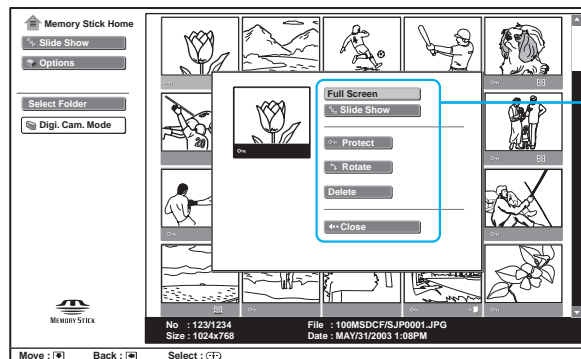 Memory Stick Home
Slide Show
Options
Select Folder
Digi. Cam. Mode
Full Screen
Slide Show
Protect
Rotate
Delete
Close
20
MEMORY STICK
No : 123/1234 File : 100MSDCF/SJP0001.JPG
Size : 1024x768 Date : MAY/31/2003 1:08PM
Move : Back : Select :